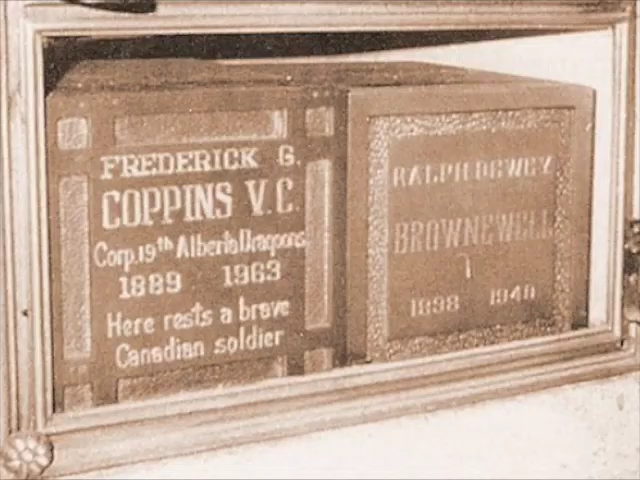 FREDERICK G.
COPPINS V.C.
Corp. 19th Alberta Dragoons
1889 1963
Here rests a brave
Canadian soldier
RALPH DEWEY
BROWNEWELL
1898 1940